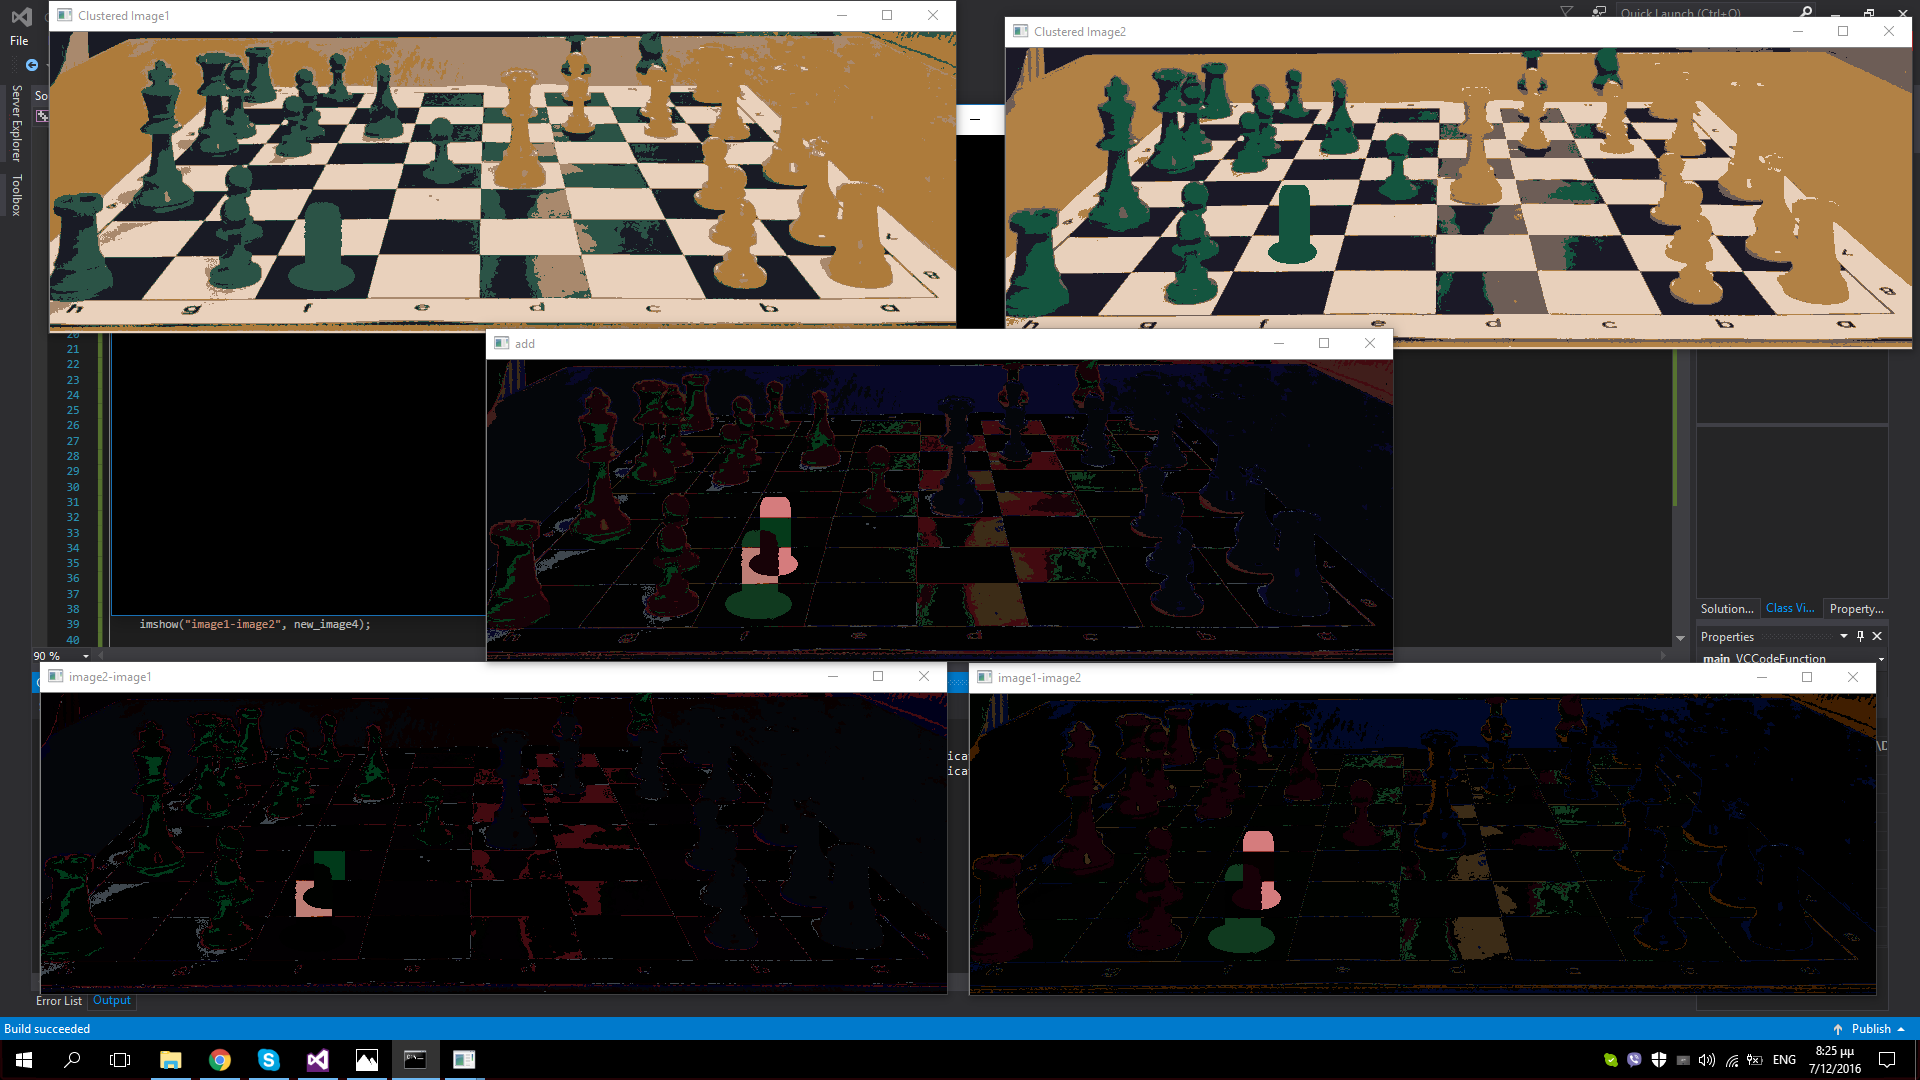 Clustered Image1
Clustered Image2
Quick Launch (Ctrl+Q)
File
So
Server Explorer
Toolbox
h g f e d c b a
h g f e d c b a
add
20
21
22
23
24
25
26
27
28
29
30
31
32
33
34
35
36
37
38
39
40
imshow("image1-image2", new_image4);
90 %
Solution...
Class Vi...
Property...
Properties
main VCCodeFunction
image2-image1
image1-image2
ica
ica
\D
Error List
Output
Build succeeded
Publish
ENG
8:25 μμ
7/12/2016